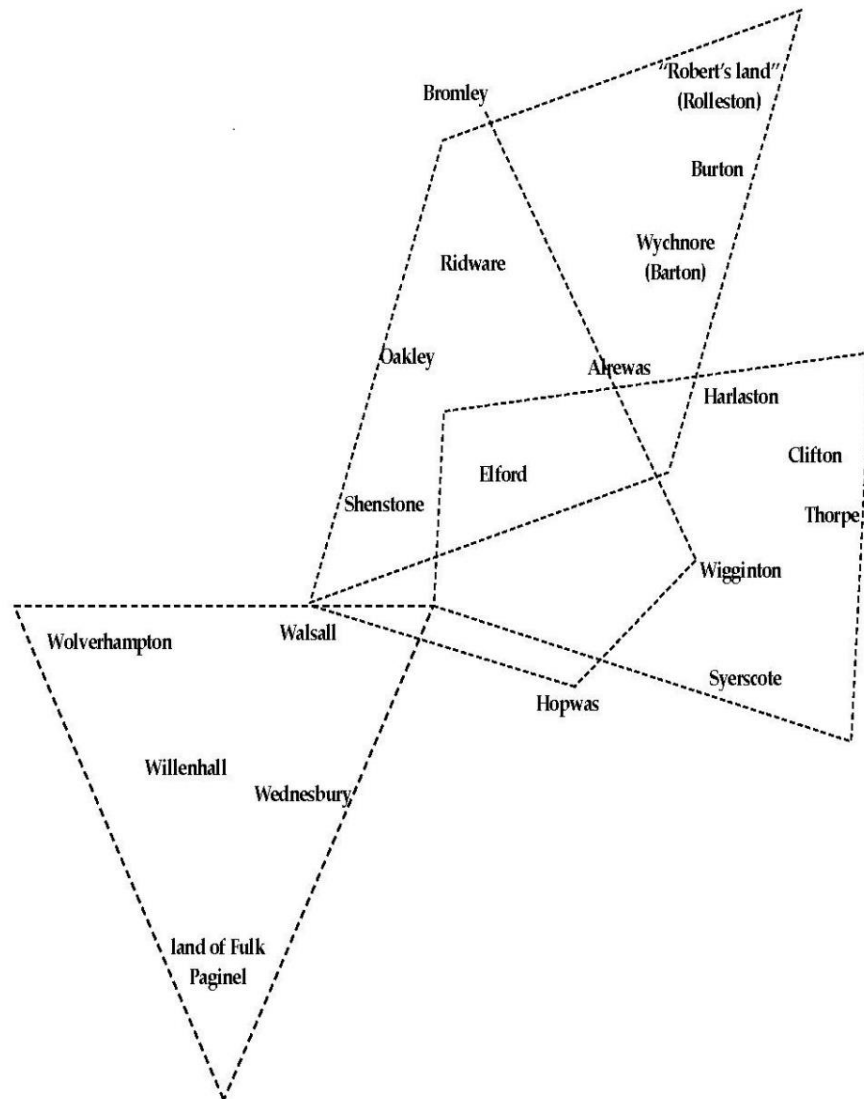 “Robert’s land”
(Rolleston)
Bromley
Burton
Wychnore
(Barton)
Ridware
Oakley
Alrewas
Harlaston
Clifton
Elford
Shenstone
Thorpe
Wigginton
Walsall
Wolverhampton
Syerscote
Hopwas
Willenhall
Wednesbury
land of Fulk
Paginel